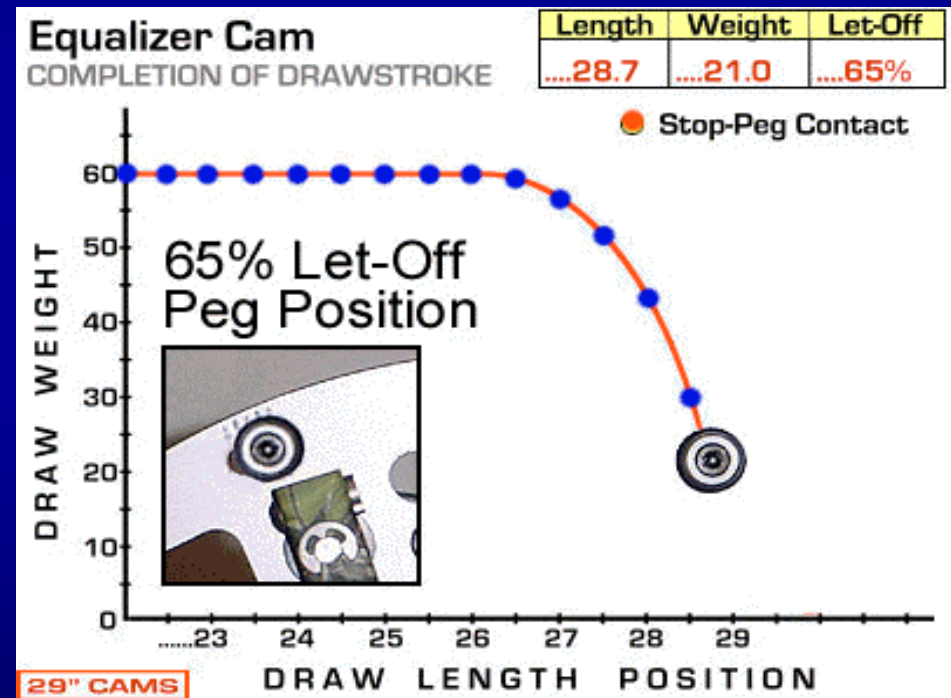 Equalizer Cam
COMPLETION OF DRAWSTROKE
Length Weight Let-Off
....28.7 ....21.0 ....65%
Stop-Peg Contact
65% Let-Off
Peg Position
DRAW WEIGHT
60
50
40
30
20
10
0
......23 24 25 26 27 28 29
DRAW LENGTH POSITION
29" CAMS